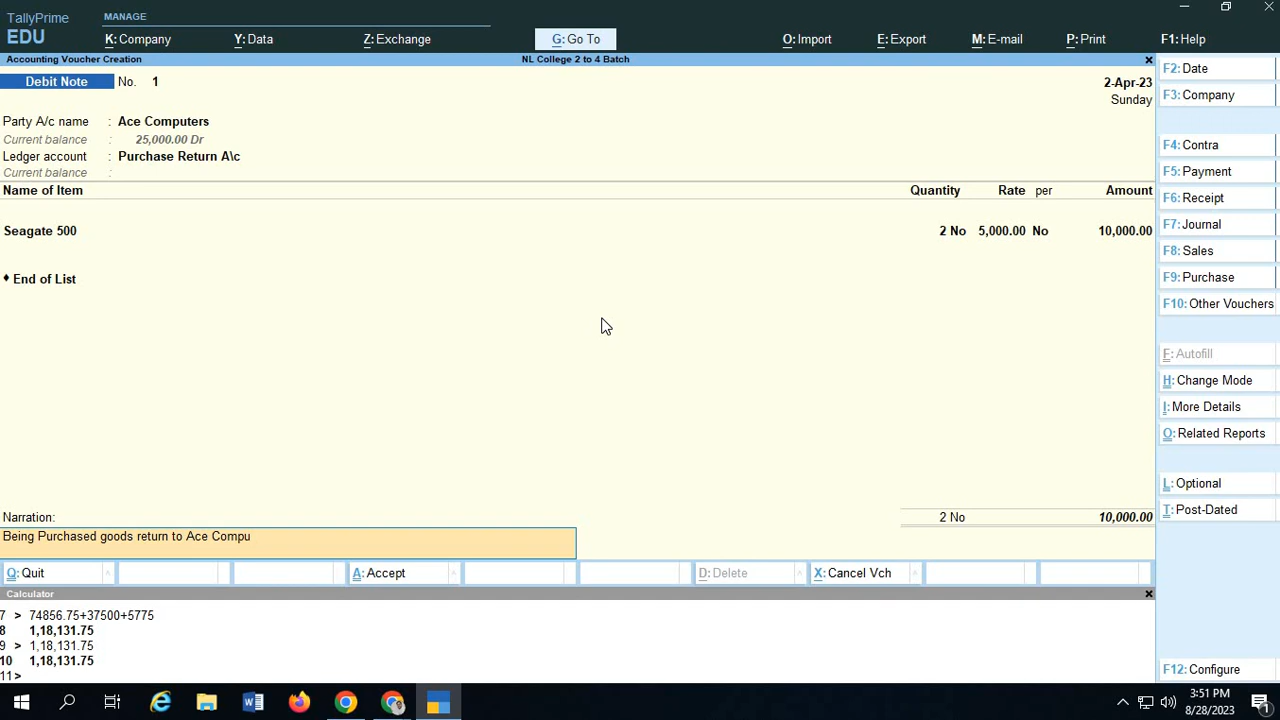 TallyPrime
EDU
MANAGE
K: Company
Y: Data
Z: Exchange
G: Go To
O: Import
E: Export
M: E-mail
P: Print
F1: Help
Accounting Voucher Creation
NL College 2 to 4 Batch
Debit Note No. 1
2-Apr-23
Sunday
Party A/c name : Ace Computers
Current balance : 25,000.00 Dr
Ledger account : Purchase Return A\c
Current balance :
Name of Item Quantity Rate per Amount
Seagate 500 2 No 5,000.00 No 10,000.00
♦ End of List
Narration: 2 No 10,000.00
Being Purchased goods return to Ace Compu
Q: Quit
A: Accept
D: Delete
X: Cancel Vch
F2: Date
F3: Company
F4: Contra
F5: Payment
F6: Receipt
F7: Journal
F8: Sales
F9: Purchase
F10: Other Vouchers
F: Autofill
H: Change Mode
I: More Details
O: Related Reports
L: Optional
T: Post-Dated
F12: Configure
Calculator
7 > 74856.75+37500+5775
8 1,18,131.75
9 > 1,18,131.75
10 1,18,131.75
11 >
3:51 PM
8/28/2023
1